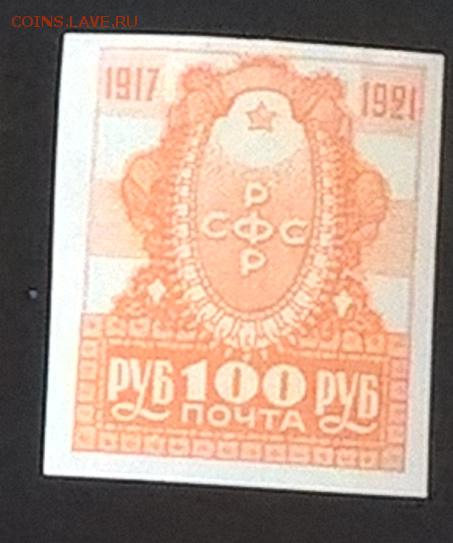 COINS.LAVE.RU
1917 1921
Р
СФС
Р
РУБ 100 РУБ
ПОЧТА